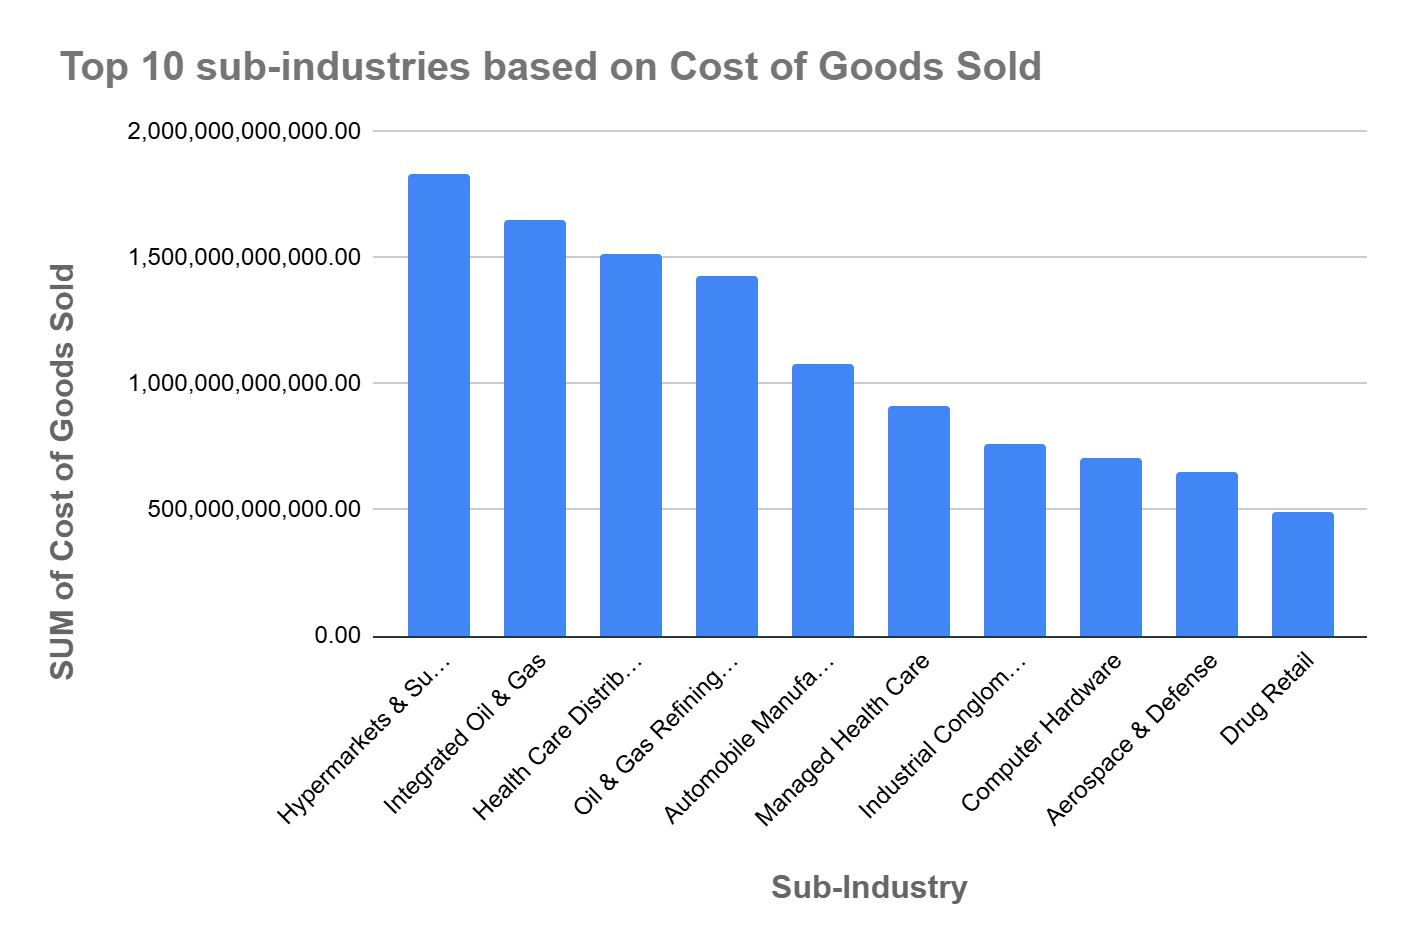 Top 10 sub-industries based on Cost of Goods Sold
SUM of Cost of Goods Sold
2,000,000,000,000.00
1,500,000,000,000.00
1,000,000,000,000.00
500,000,000,000.00
0.00
Hypermarkets & Su…
Integrated Oil & Gas
Health Care Distrib…
Oil & Gas Refining…
Automobile Manufa…
Managed Health Care
Industrial Conglom…
Computer Hardware
Aerospace & Defense
Drug Retail
Sub-Industry